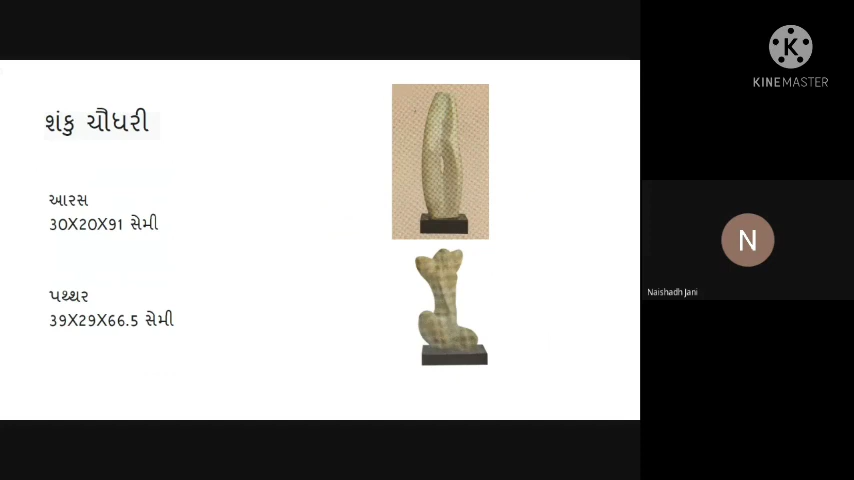 શંકુ ચૌધરી
આરસ
30X20X91 સેમી
પથ્થર
39X29X66.5 સેમી
KINEMASTER
N
Naishadh Jani